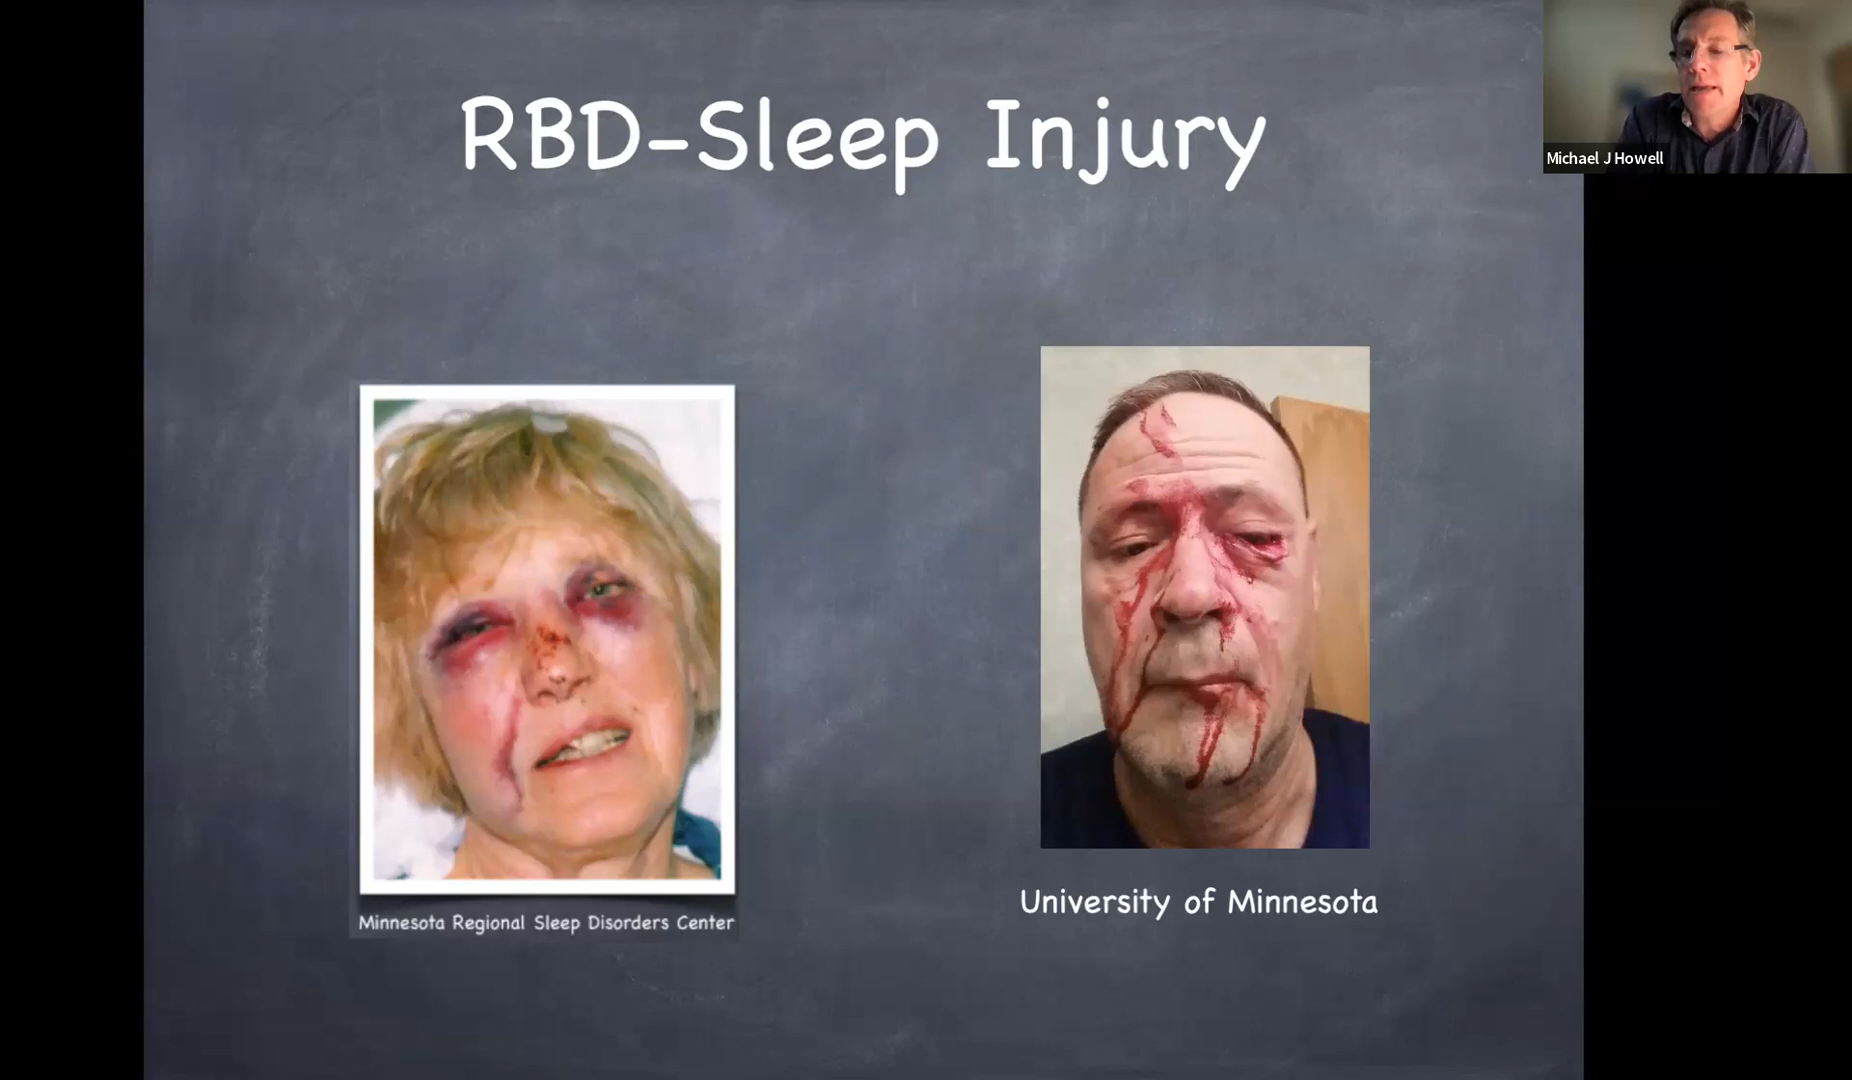 RBD-Sleep Injury
Michael J Howell
Minnesota Regional Sleep Disorders Center
University of Minnesota